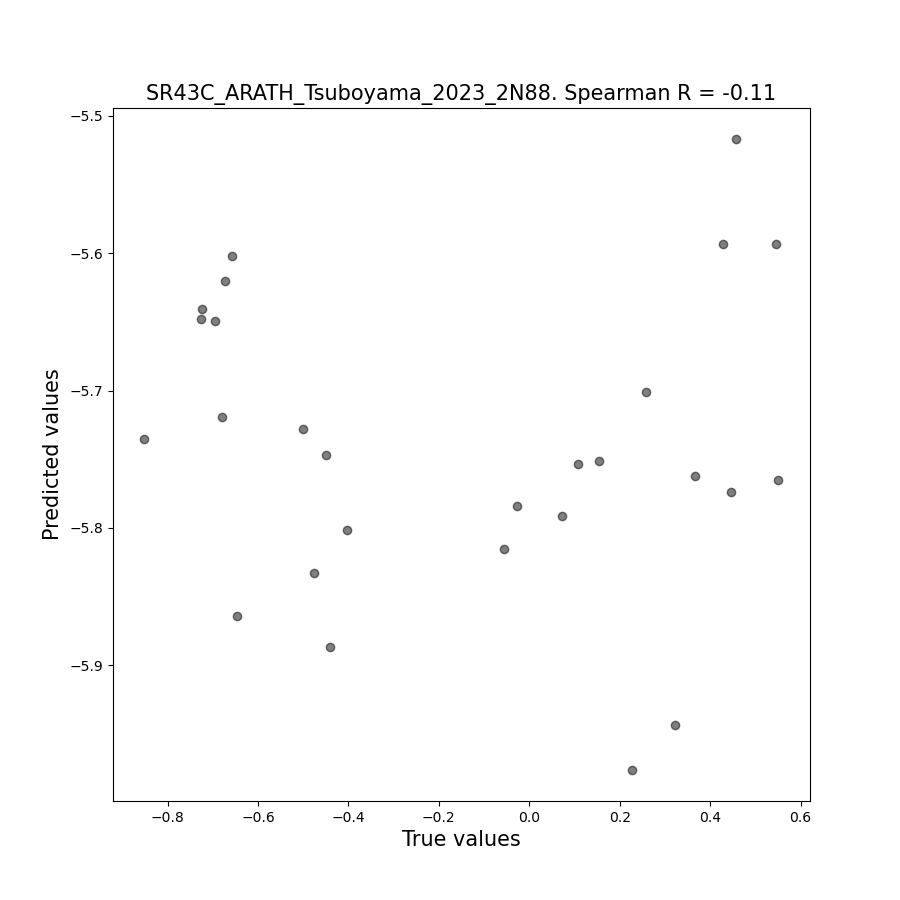 SR43C_ARATH_Tsuboyama_2023_2N88. Spearman R = -0.11
−5.5
−5.6
−5.7
−5.8
−5.9
Predicted values
−0.8 −0.6 −0.4 −0.2 0.0 0.2 0.4 0.6
True values